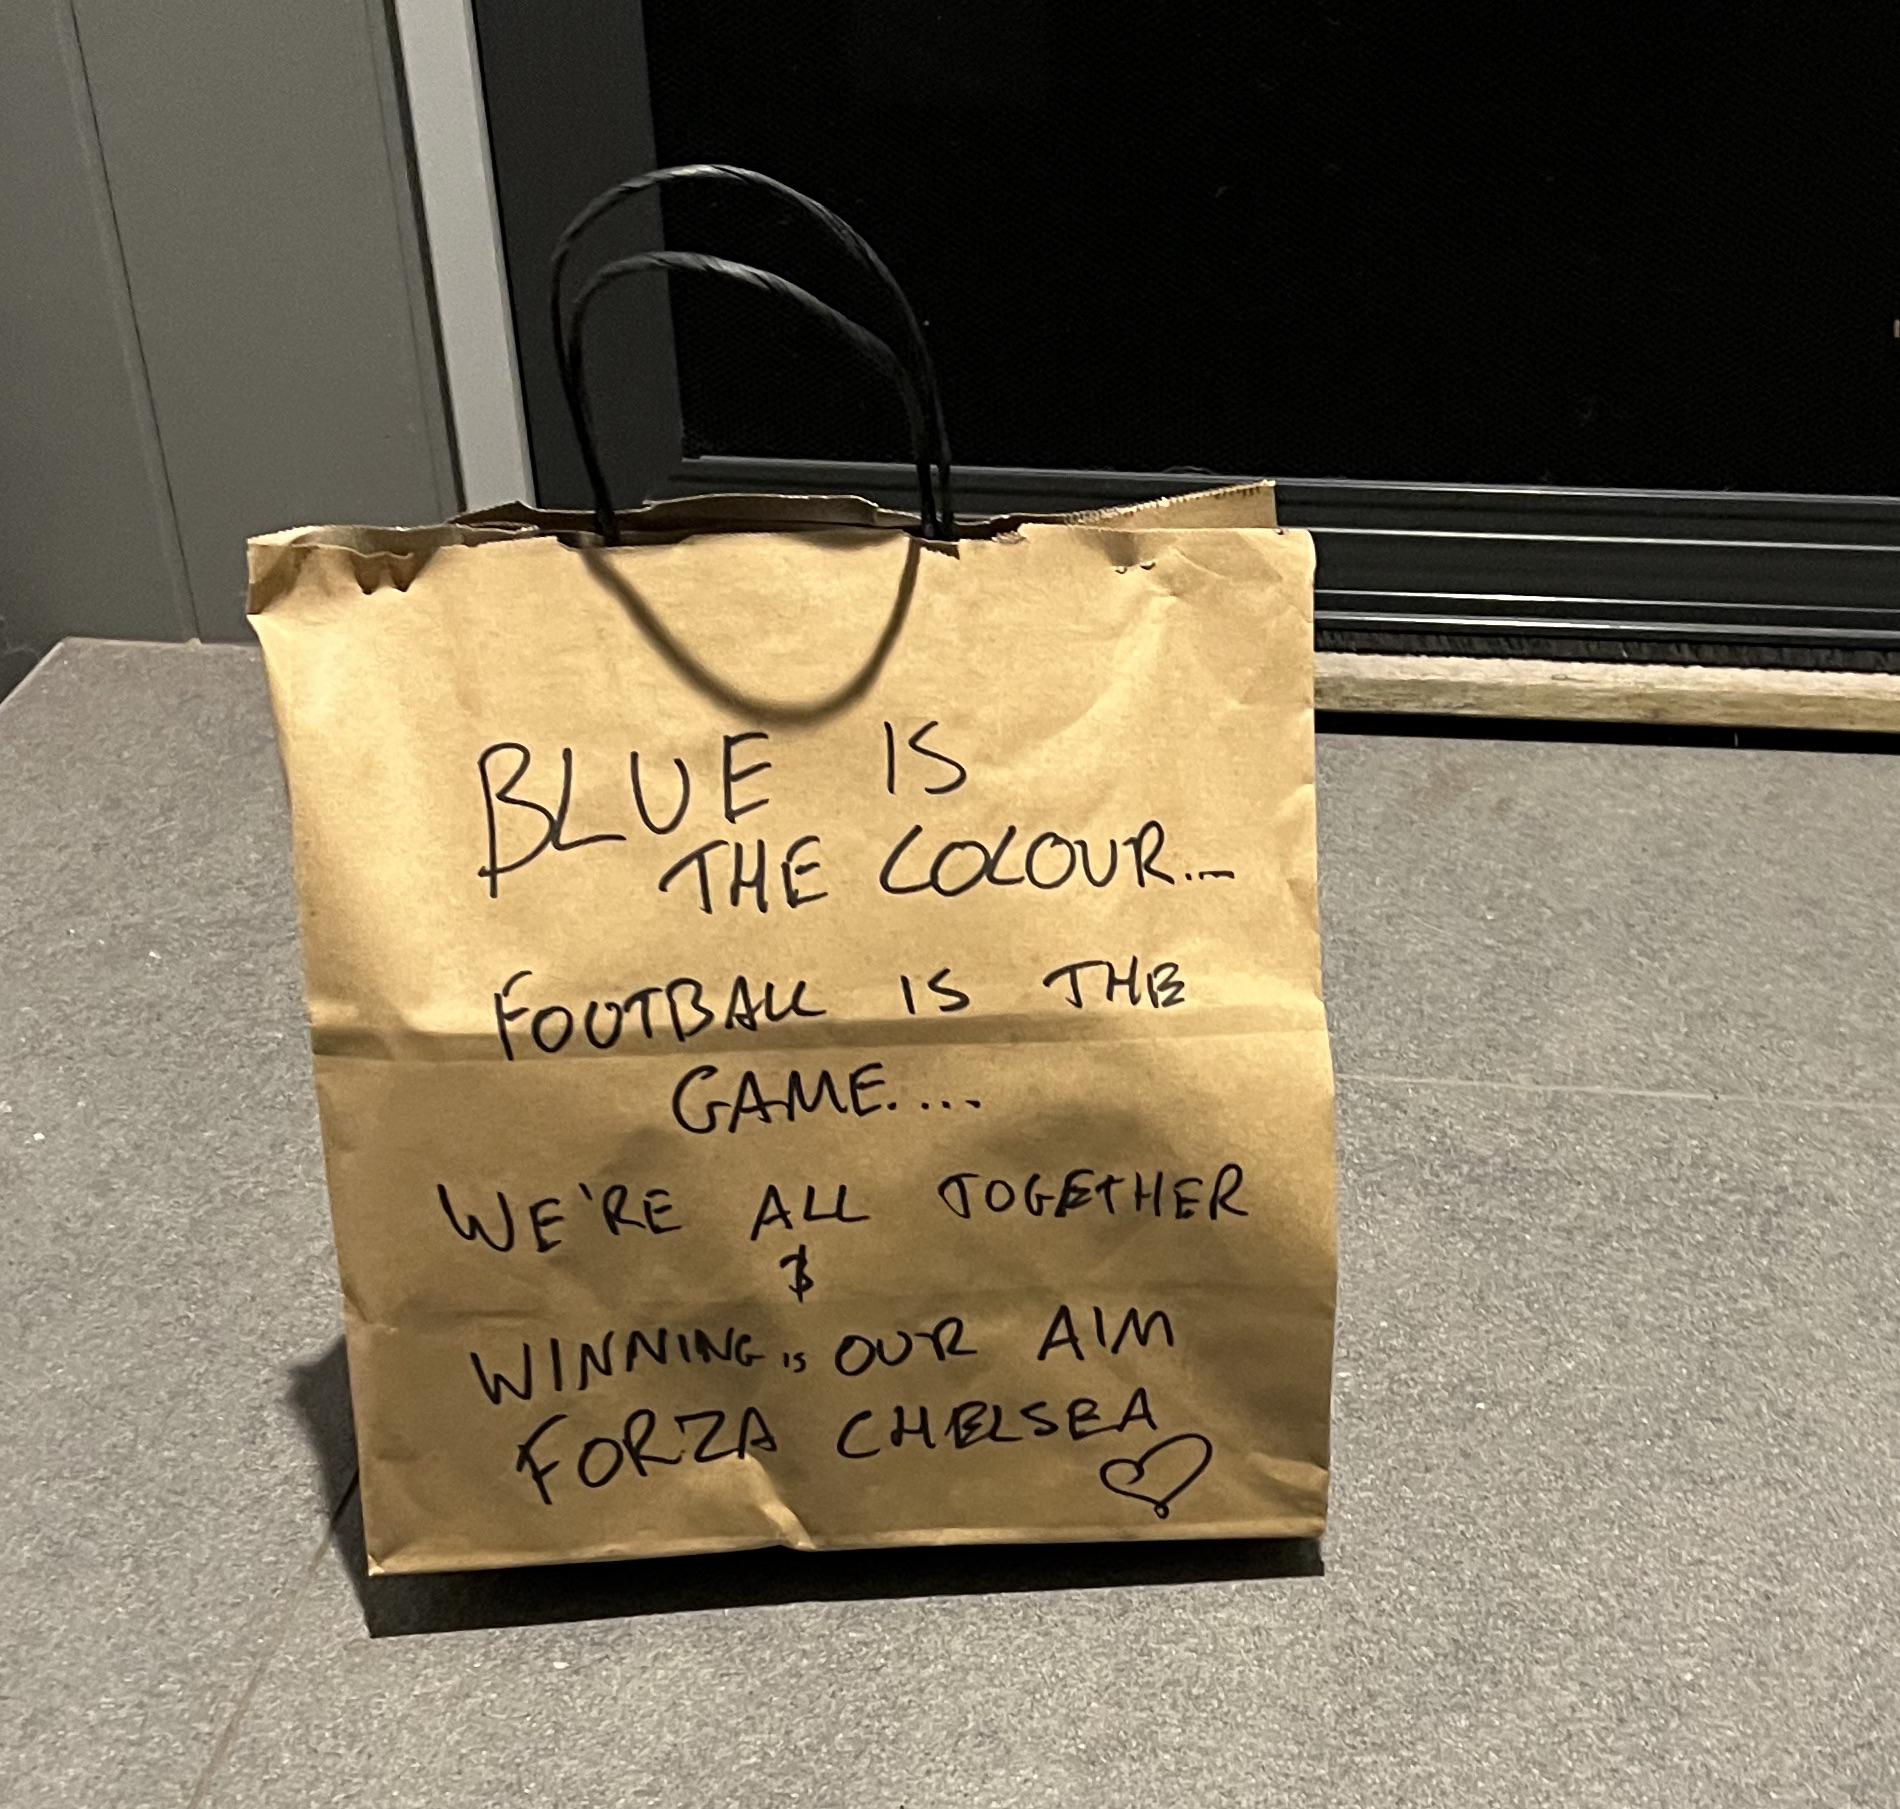 BLUE IS
THE COLOUR...
FOOTBALL IS THE
GAME....
WE'RE ALL TOGETHER
&
WINNING is OUR AIM
FORZA CHELSEA